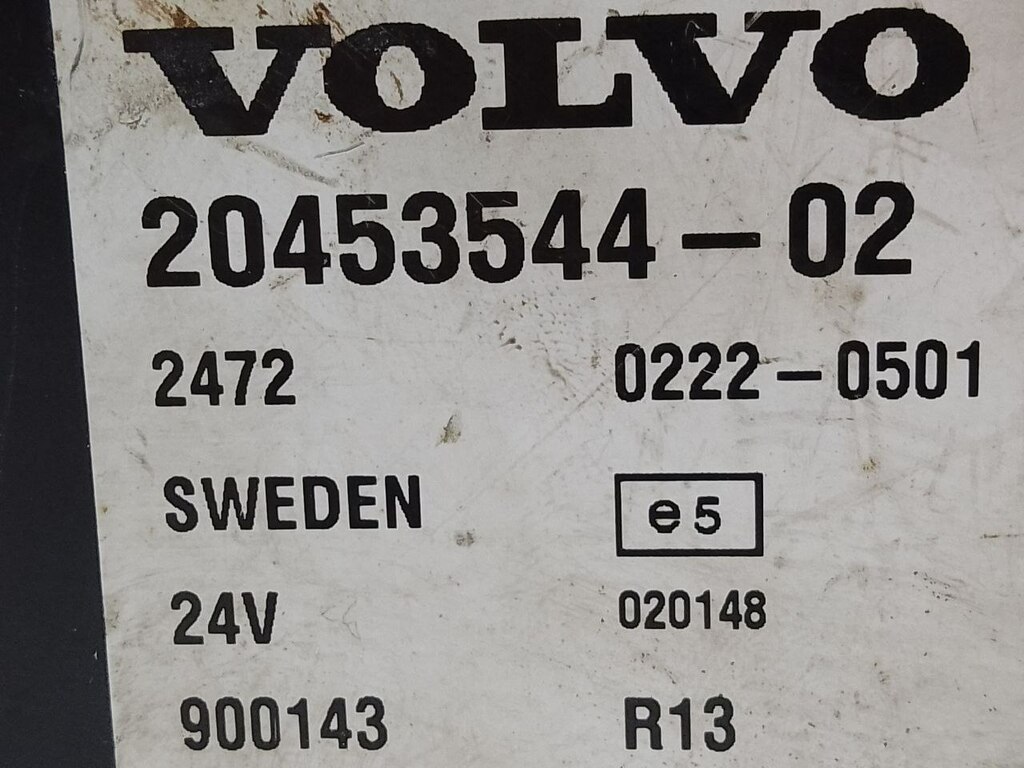 VOLVO
20453544-02
2472 0222-0501
SWEDEN e5
24V 020148
900143 R13